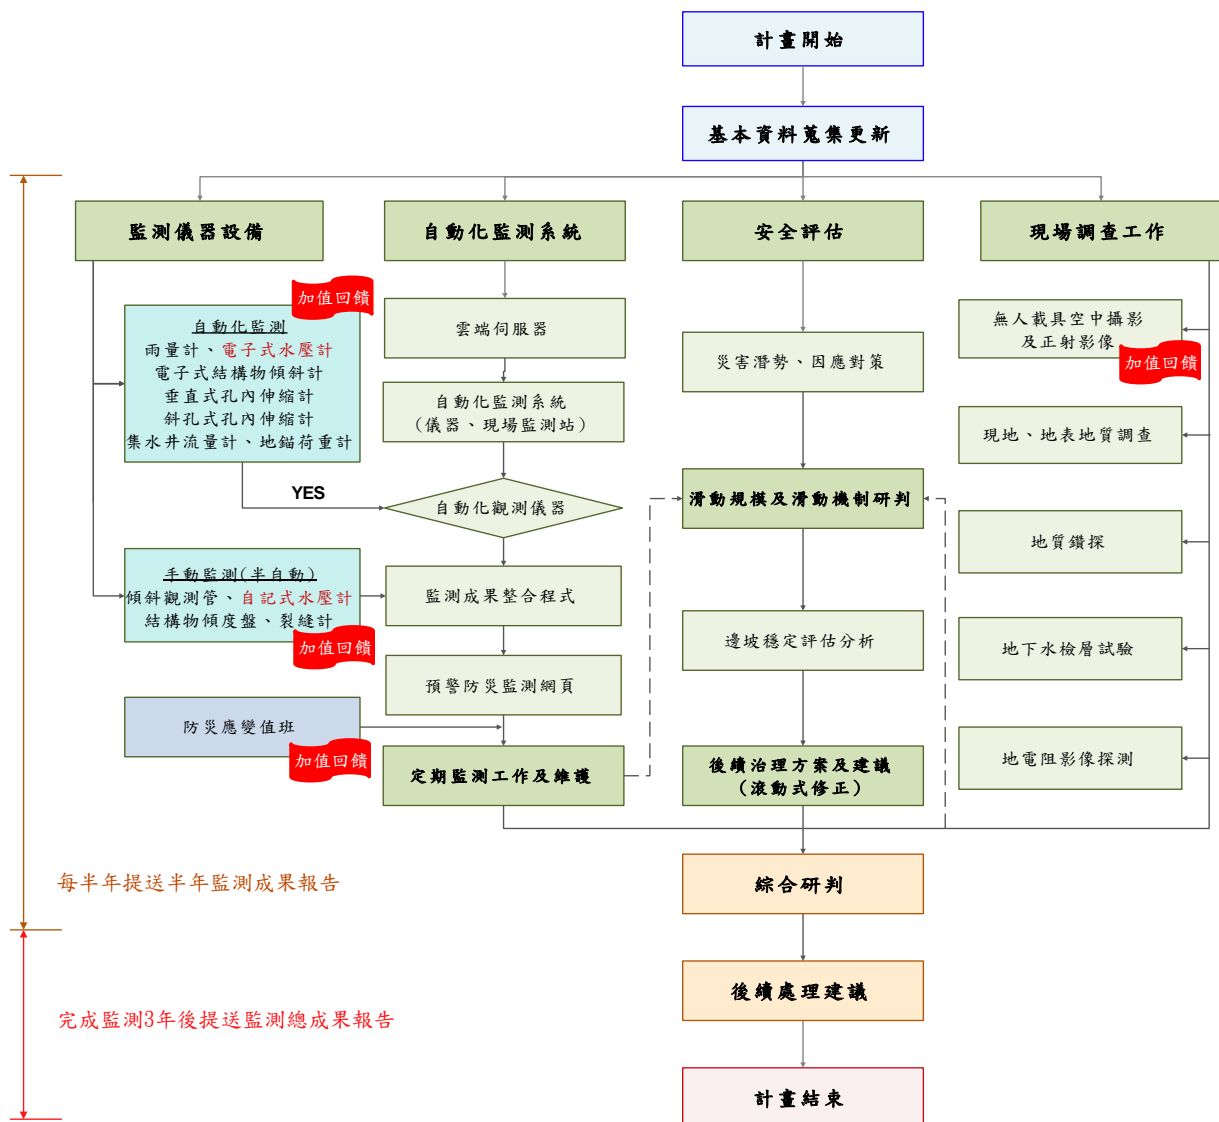 計畫開始
基本資料蒐集更新
監測儀器設備
加值回饋
自動化監測
雨量計、電子式水壓計
電子式結構物傾斜計
垂直式孔內伸縮計
斜孔式孔內伸縮計
集水井流量計、地錨荷重計
YES
手動監測(半自動)
傾斜觀測管、自記式水壓計
結構物傾度盤、裂縫計
加值回饋
防災應變值班
加值回饋
自動化監測系統
雲端伺服器
自動化監測系統
(儀器、現場監測站)
自動化觀測儀器
監測成果整合程式
預警防災監測網頁
定期監測工作及維護
安全評估
災害潛勢、因應對策
滑動規模及滑動機制研判
邊坡穩定評估分析
後續治理方案及建議
(滾動式修正)
現場調查工作
無人載具空中攝影
及正射影像
加值回饋
現地、地表地質調查
地質鑽探
地下水檢層試驗
地電阻影像探測
每半年提送半年監測成果報告
綜合研判
後續處理建議
完成監測3年後提送監測總成果報告
計畫結束